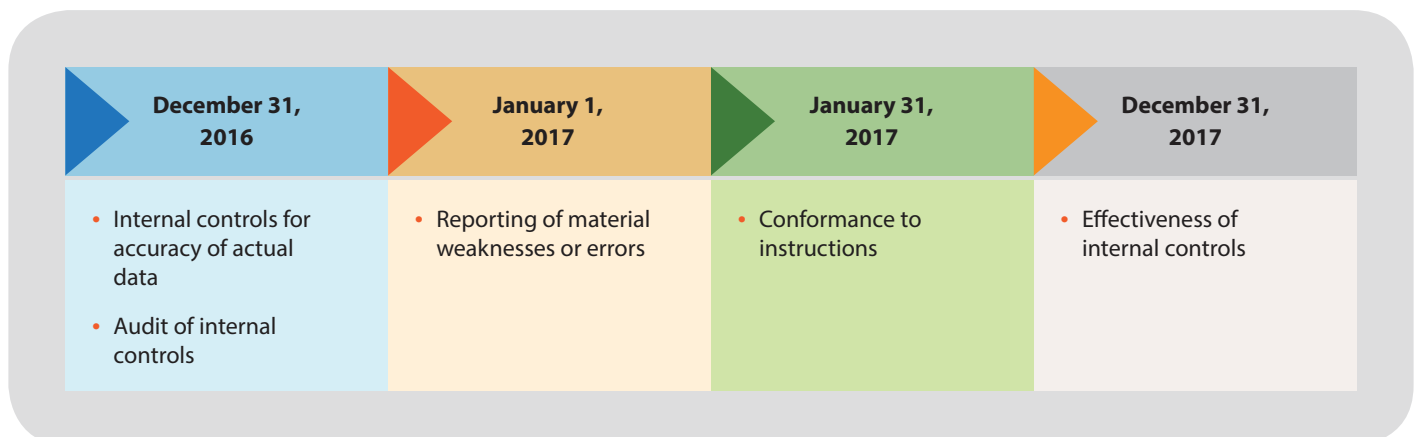 December 31,
2016
January 1,
2017
January 31,
2017
December 31,
2017
• Internal controls for
accuracy of actual
data
• Audit of internal
controls
• Reporting of material
weaknesses or errors
• Conformance to
instructions
• Effectiveness of
internal controls